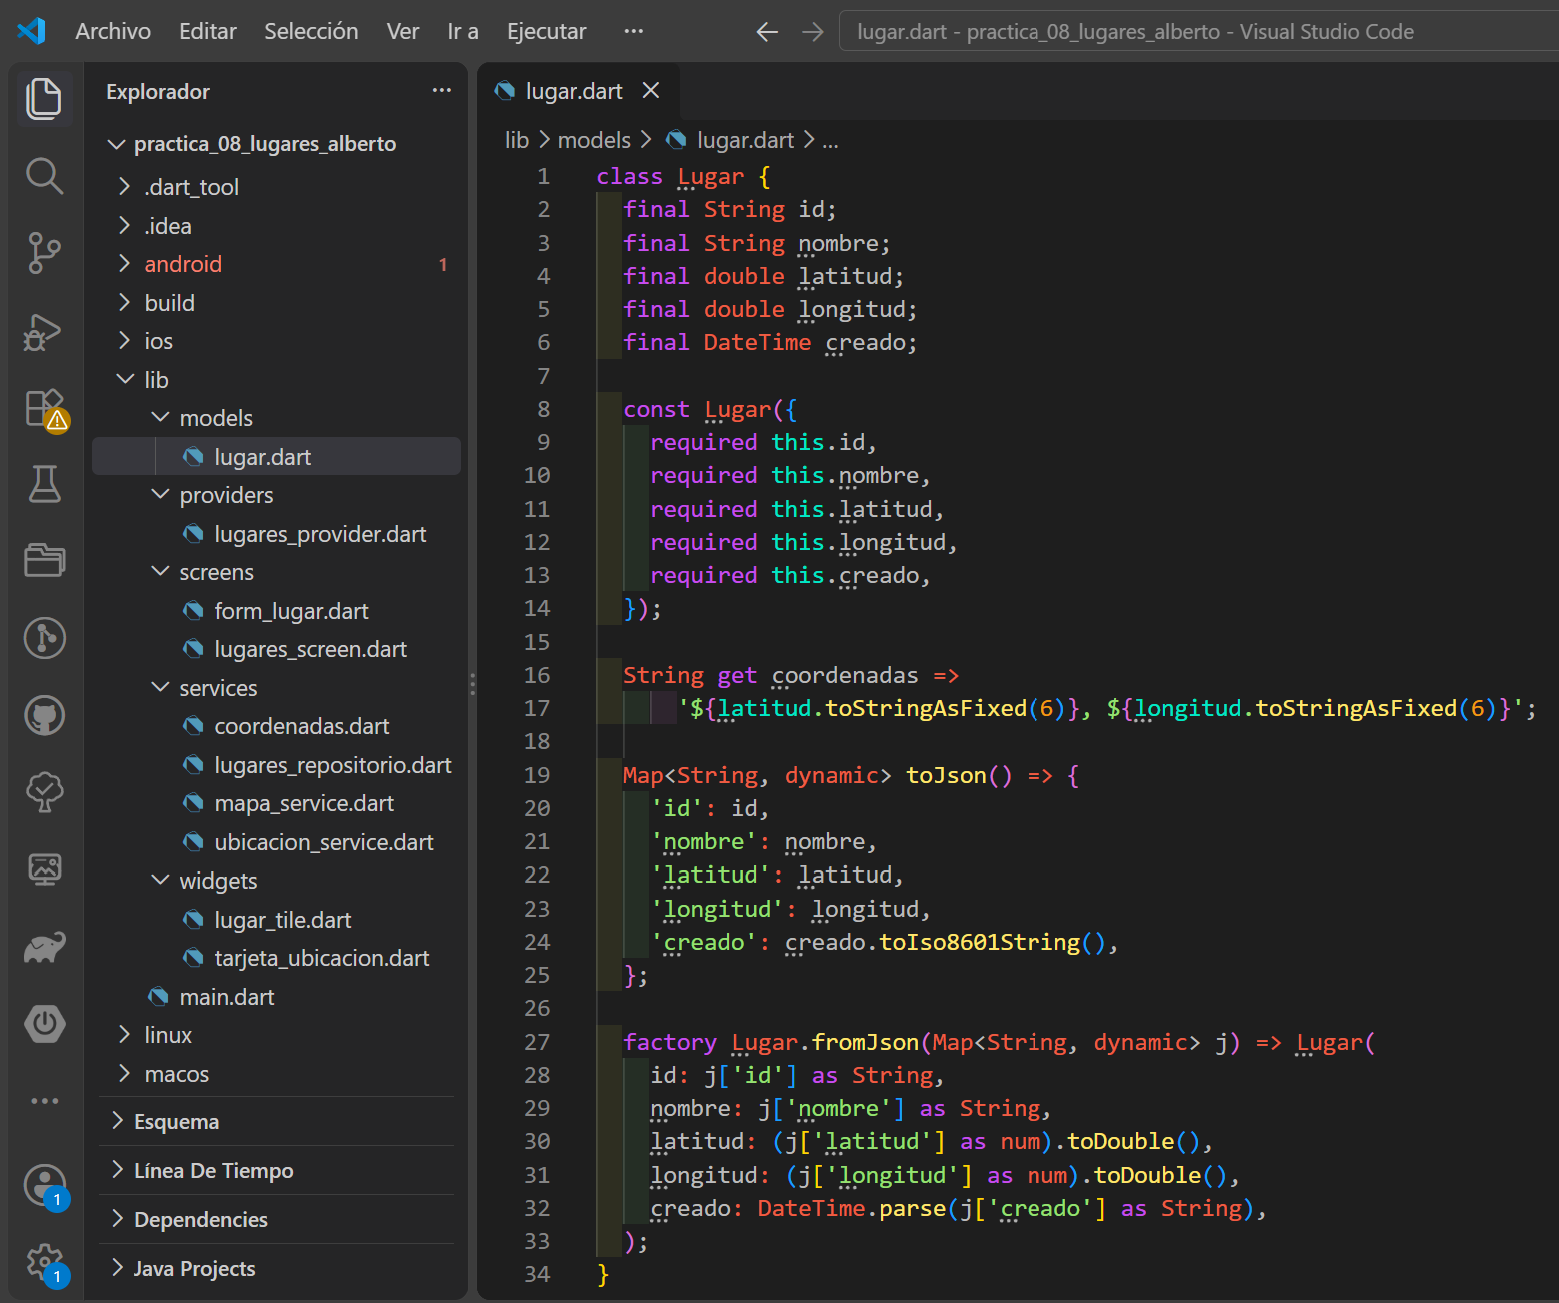 Archivo Editar Selección Ver Ir a Ejecutar ··· lugar.dart - practica_08_lugares_alberto - Visual Studio Code
Explorador ···
practica_08_lugares_alberto
.dart_tool
.idea
android 1
build
ios
lib
models
lugar.dart
providers
lugares_provider.dart
screens
form_lugar.dart
lugares_screen.dart
services
coordenadas.dart
lugares_repositorio.dart
mapa_service.dart
ubicacion_service.dart
widgets
lugar_tile.dart
tarjeta_ubicacion.dart
main.dart
linux
macos
Esquema
Línea De Tiempo
Dependencies
Java Projects
1
1
lugar.dart
lib > models > lugar.dart > ...
1 class Lugar {
2   final String id;
3   final String nombre;
4   final double latitud;
5   final double longitud;
6   final DateTime creado;
7
8   const Lugar({
9     required this.id,
10     required this.nombre,
11     required this.latitud,
12     required this.longitud,
13     required this.creado,
14   });
15
16   String get coordenadas =>
17       '${latitud.toStringAsFixed(6)}, ${longitud.toStringAsFixed(6)}';
18
19   Map<String, dynamic> toJson() => {
20     'id': id,
21     'nombre': nombre,
22     'latitud': latitud,
23     'longitud': longitud,
24     'creado': creado.toIso8601String(),
25   };
26
27   factory Lugar.fromJson(Map<String, dynamic> j) => Lugar(
28     id: j['id'] as String,
29     nombre: j['nombre'] as String,
30     latitud: (j['latitud'] as num).toDouble(),
31     longitud: (j['longitud'] as num).toDouble(),
32     creado: DateTime.parse(j['creado'] as String),
33   );
34 }